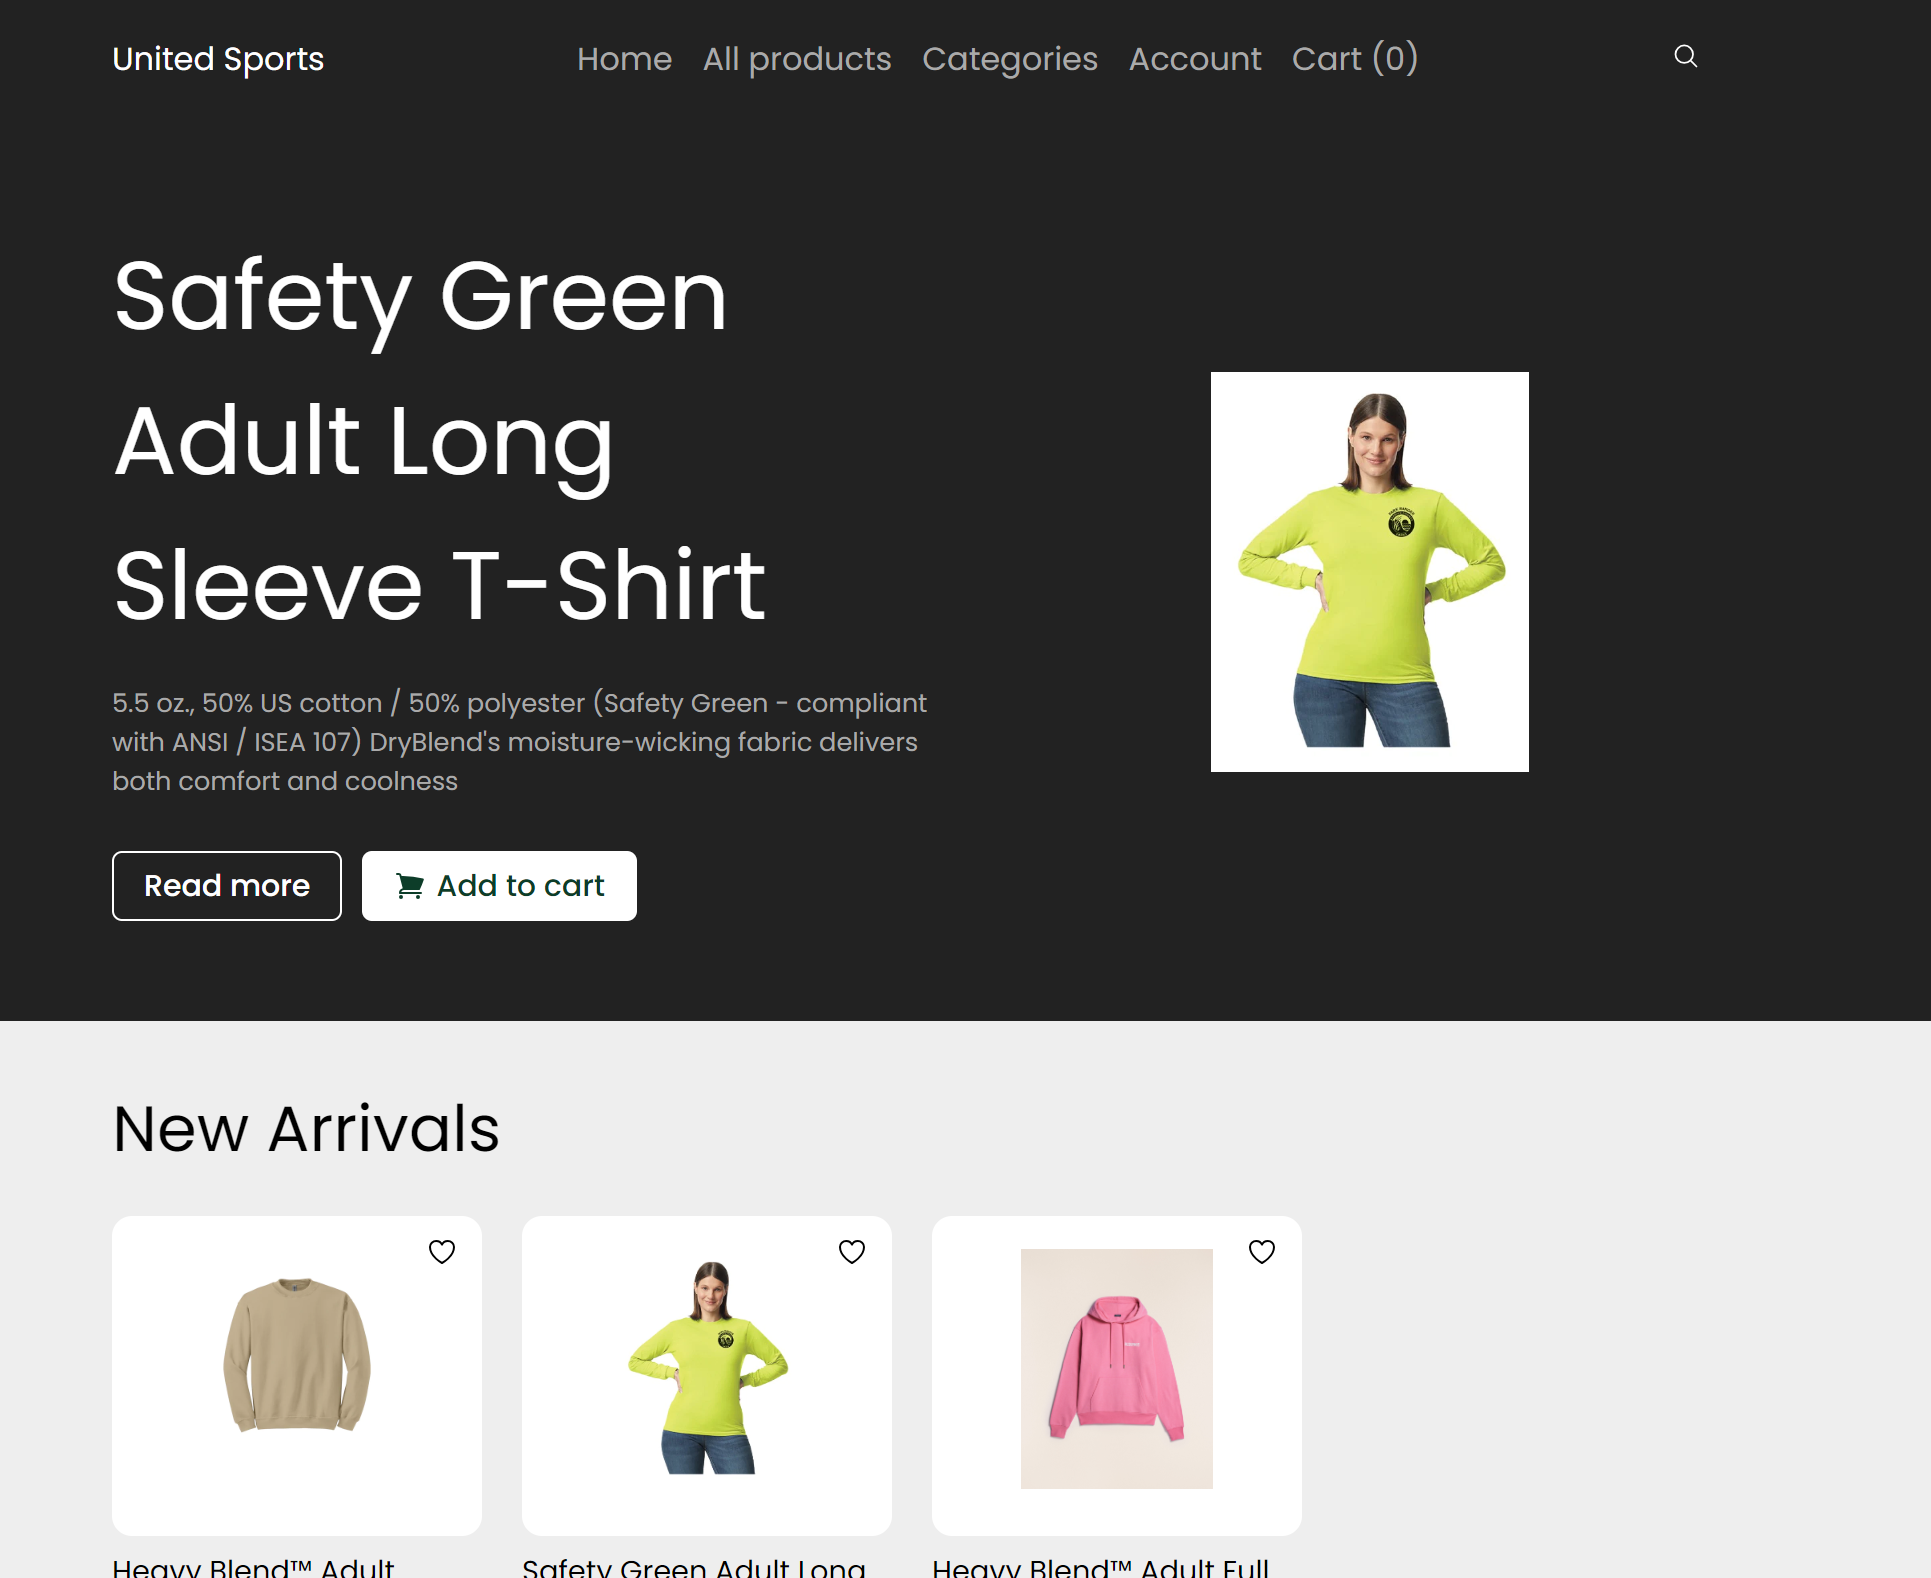 United Sports
Home All products Categories Account Cart (0)
Safety Green
Adult Long
Sleeve T-Shirt
5.5 oz., 50% US cotton / 50% polyester (Safety Green - compliant
with ANSI / ISEA 107) DryBlend's moisture-wicking fabric delivers
both comfort and coolness
Read more
Add to cart
New Arrivals
Heavy Blend™ Adult
Safety Green Adult Long
Heavy Blend™ Adult Full